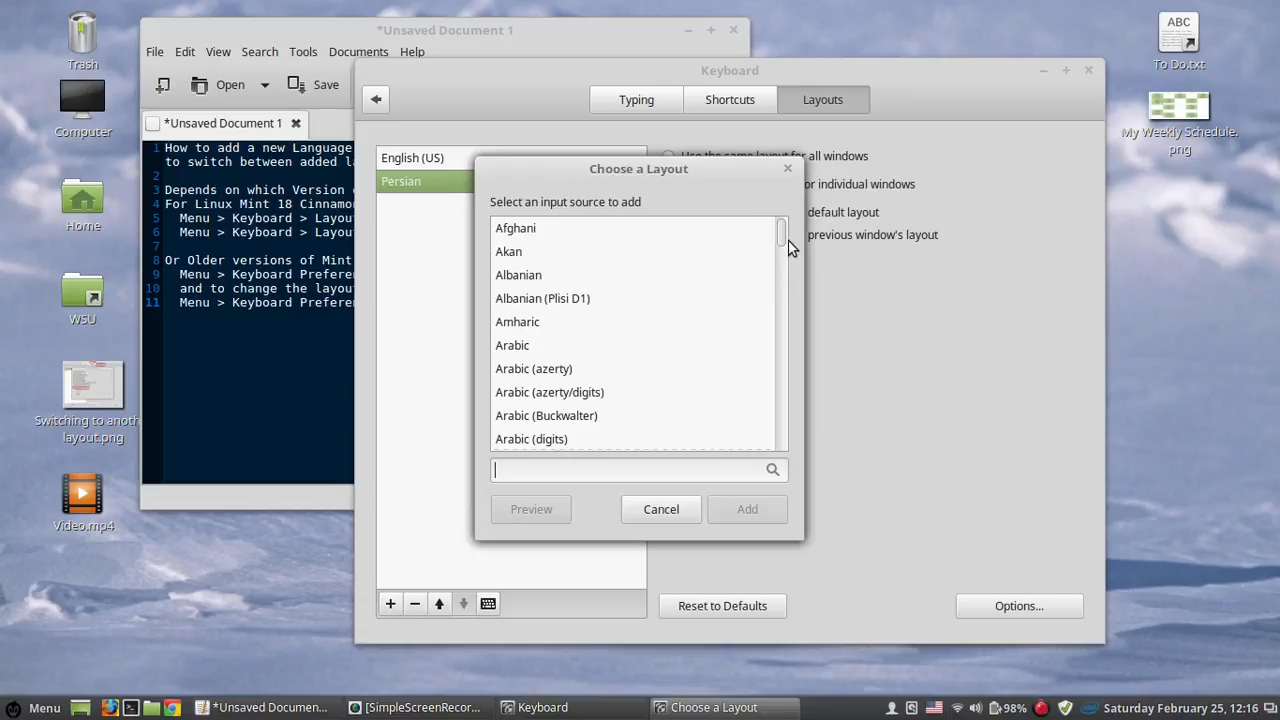 *Unsaved Document 1
File Edit View Search Tools Documents Help
Open Save
*Unsaved Document 1
1 How to add a new Language
to switch between added la
2
3 Depends on which Version
4 For Linux Mint 18 Cinnamo
5 Menu > Keyboard > Layou
6 Menu > Keyboard > Layou
7
8 Or Older versions of Mint
9 Menu > Keyboard Prefere
10 and to change the layou
11 Menu > Keyboard Prefere
Keyboard
Typing Shortcuts Layouts
English (US)
Persian
Use the same layout for all windows
or individual windows
default layout
previous window's layout
Reset to Defaults
Options...
Choose a Layout
Select an input source to add
Afghani
Akan
Albanian
Albanian (Plisi D1)
Amharic
Arabic
Arabic (azerty)
Arabic (azerty/digits)
Arabic (Buckwalter)
Arabic (digits)
Preview Cancel Add
Trash
Computer
Home
WSU
Switching to anoth
layout.png
Video.mp4
ABC
To Do.txt
My Weekly Schedule.
png
Menu *Unsaved Documen... [SimpleScreenRecor... Keyboard Choose a Layout 98% Saturday February 25, 12:16